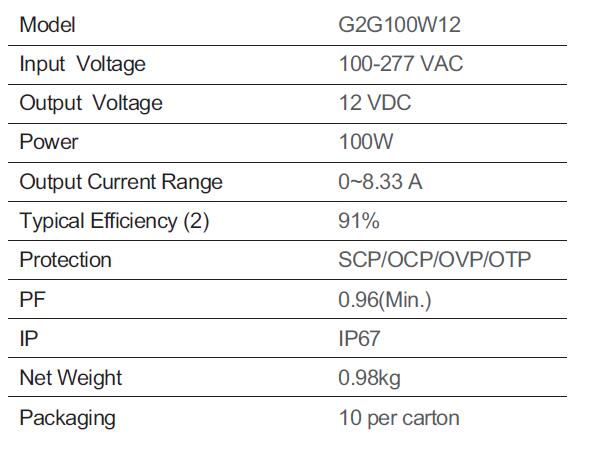 Model G2G100W12
Input Voltage 100-277 VAC
Output Voltage 12 VDC
Power 100W
Output Current Range 0~8.33 A
Typical Efficiency (2) 91%
Protection SCP/OCP/OVP/OTP
PF 0.96(Min.)
IP IP67
Net Weight 0.98kg
Packaging 10 per carton